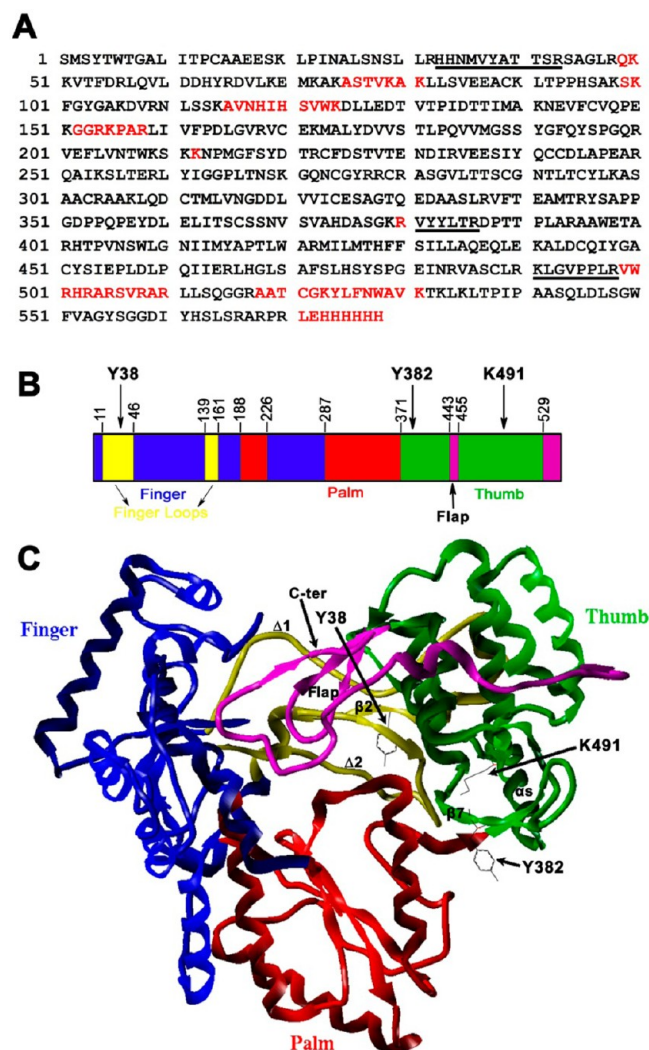 A
1 SMSYTWTGAL ITPCAAEESK LPINALSNSL LRHHNMVYAT TSRSAGLRQK
51 KVTFDRLQVL DDHYRDVLKE MKAKASTVKA KLLSVEEACK LTPPHSAKSK
101 FGYGAKDVRN LSSKAVNHIH SVWKDLLEDT VTPIDTTIMA KNEVFCVQPE
151 KGGRKPARLI VFPDLGVRVC EKMALYDVVS TLPQVVMGSS YGFQYSPGQR
201 VEFLVNTWKS KKNPMGFSYD TRCFDSTVTE NDIRVEESIY QCCDLAPEAR
251 QAIKSLTERL YIGGPLTNSK GQNCGYRRCR ASGVLTTSCG NTLTCYLKAS
301 AACRAAKLQD CTMLVNGDDL VVICESAGTQ EDAASLRVFT EAMTRYSAPP
351 GDPPQPEYDL ELITSCSSNV SVAHDASGKR VYYLTRDPTT PLARAAWETA
401 RHTPVNSWLG NIIMYAPTLW ARMILMTHFF SILLAQEQLE KALDCQIYGA
451 CYSIEPLDLP QIIERLHGLS AFSLHSYSPG EINRVASCLR KLGVPPLRVW
501 RHRARSVRAR LLSQGGRAAT CGKYLFNWAV KTKLKLTPIP AASQLDLSGW
551 FVAGYSGGDI YHSLSRARPR LEHHHHHH
B
Y38 Y382 K491
11 46 139 161 188 226 287 371 443 455 529
Finger Palm Thumb
Finger Loops Flap
C
Finger
C-ter
Y38
Δ1
Thumb
Flap
β2
K491
Δ2
αs
β7
Y382
Palm